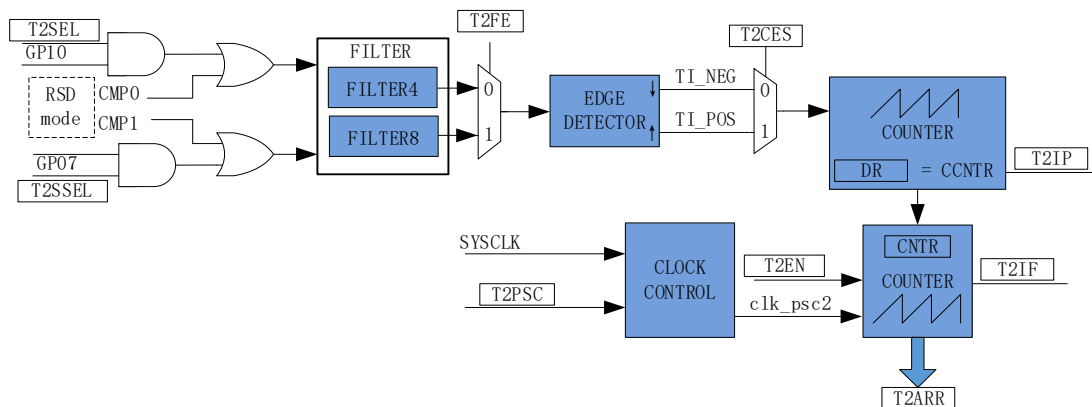 T2SEL
GP10
RSD
mode
CMP0
CMP1
GP07
T2SSEL
FILTER
FILTER4
FILTER8
T2FE
0
1
EDGE
DETECTOR
TI_NEG
TI_POS
T2CES
0
1
COUNTER
DR = CCNTR
T2IP
SYSCLK
T2PSC
CLOCK
CONTROL
T2EN
clk_psc2
CNTR
COUNTER
T2IF
T2ARR